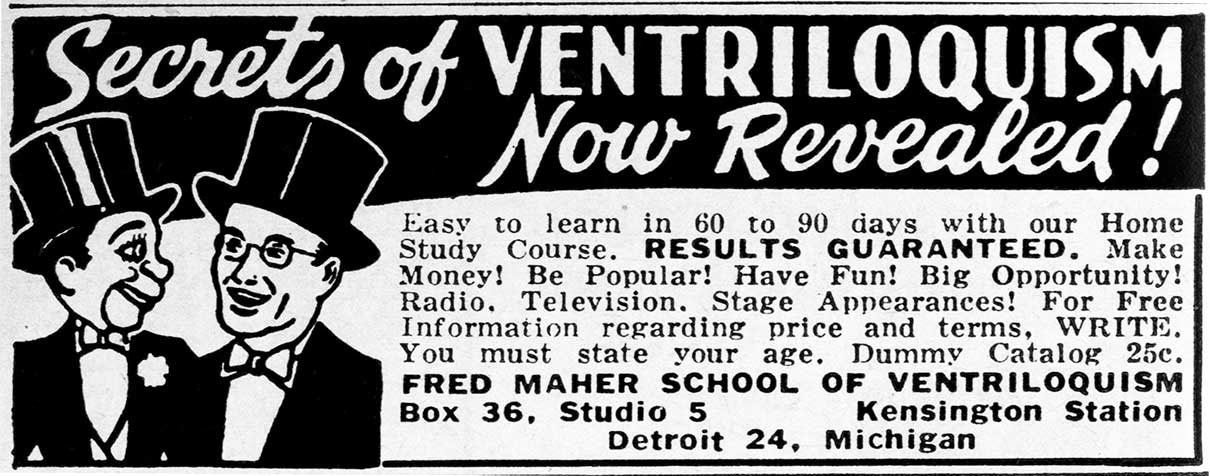 Secrets of VENTRILOQUISM
Now Revealed!
Easy to learn in 60 to 90 days with our Home
Study Course. RESULTS GUARANTEED. Make
Money! Be Popular! Have Fun! Big Opportunity!
Radio. Television. Stage Appearances! For Free
Information regarding price and terms, WRITE.
You must state your age. Dummy Catalog 25c.
FRED MAHER SCHOOL OF VENTRILOQUISM
Box 36, Studio 5 Kensington Station
Detroit 24, Michigan